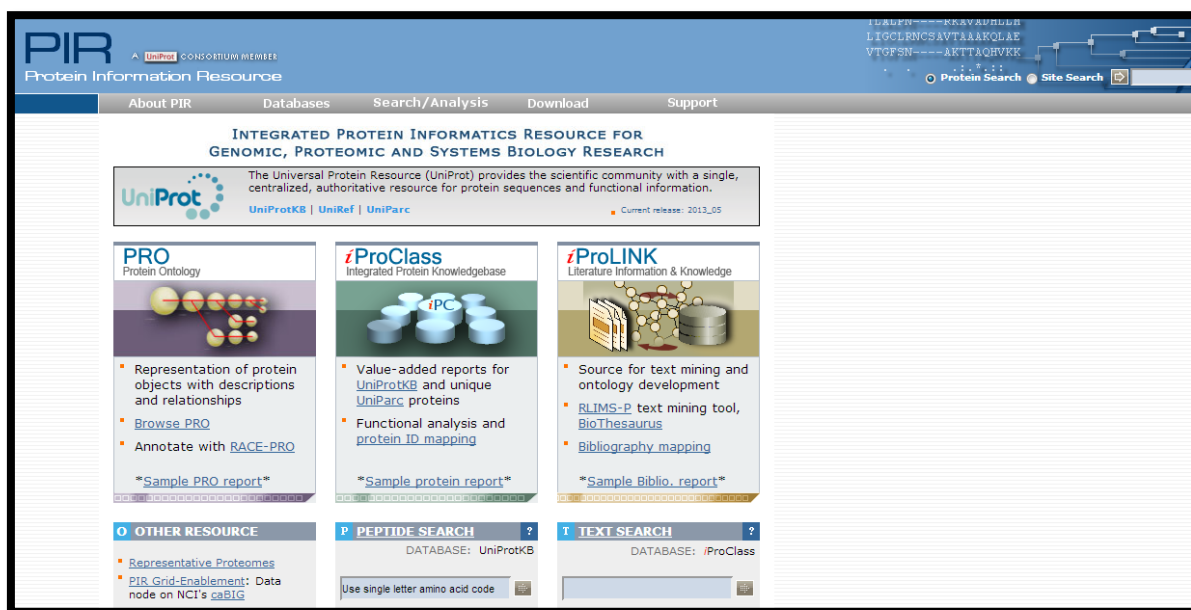 PIR
A UniProt CONSORTIUM MEMBER
Protein Information Resource
ILALPN----RKAVADHLLH
LIGCLRNCSAVTAAAKQLAE
VTGFSN----AKTTAQHVKK
Protein Search Site Search
About PIR Databases Search/Analysis Download Support
INTEGRATED PROTEIN INFORMATICS RESOURCE FOR
GENOMIC, PROTEOMIC AND SYSTEMS BIOLOGY RESEARCH
UniProt
The Universal Protein Resource (UniProt) provides the scientific community with a single,
centralized, authoritative resource for protein sequences and functional information.
UniProtKB | UniRef | UniParc
Current release: 2013_05
PRO
Protein Ontology
Representation of protein
objects with descriptions
and relationships
Browse PRO
Annotate with RACE-PRO
*Sample PRO report*
iProClass
Integrated Protein Knowledgebase
iPC
Value-added reports for
UniProtKB and unique
UniParc proteins
Functional analysis and
protein ID mapping
*Sample protein report*
iProLINK
Literature Information & Knowledge
Source for text mining and
ontology development
RLIMS-P text mining tool,
BioThesaurus
Bibliography mapping
*Sample Biblio. report*
O OTHER RESOURCE
Representative Proteomes
PIR Grid-Enablement: Data
node on NCI's caBIG
P PEPTIDE SEARCH ?
DATABASE: UniProtKB
Use single letter amino acid code
T TEXT SEARCH ?
DATABASE: iProClass